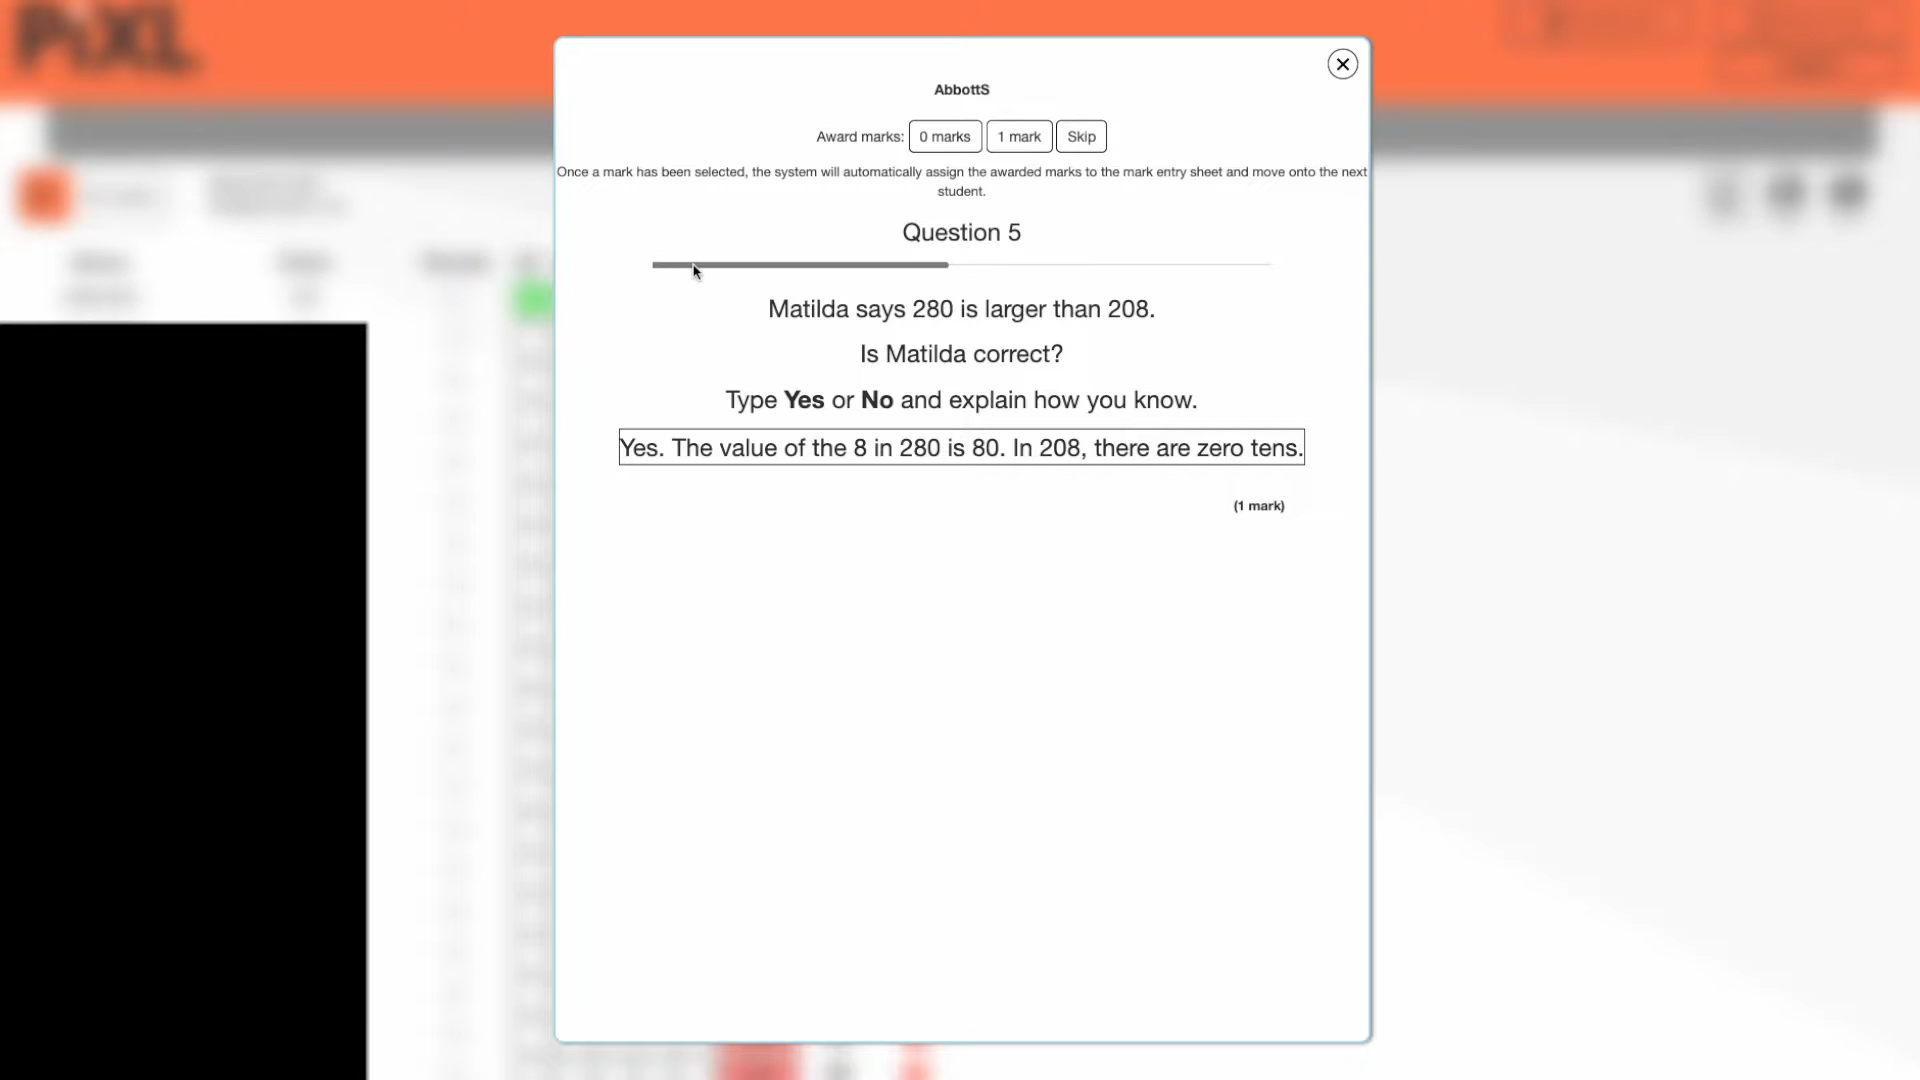 PiXL
AbbottS
Award marks: 0 marks 1 mark Skip
Once a mark has been selected, the system will automatically assign the awarded marks to the mark entry sheet and move onto the next
student.
Question 5
Matilda says 280 is larger than 208.
Is Matilda correct?
Type Yes or No and explain how you know.
Yes. The value of the 8 in 280 is 80. In 208, there are zero tens.
(1 mark)